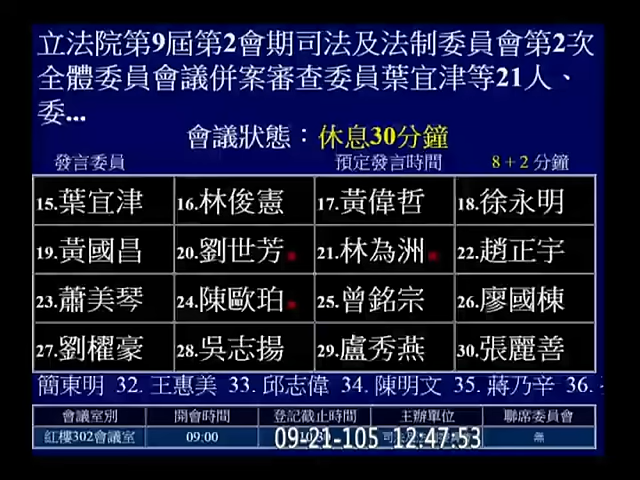 立法院第9屆第2會期司法及法制委員會第2次
全體委員會議併案審查委員葉宜津等21人、
委...
會議狀態：休息30分鐘
發言委員 預定發言時間 8 + 2 分鐘
15.葉宜津 16.林俊憲 17.黃偉哲 18.徐永明
19.黃國昌 20.劉世芳 21.林為洲 22.趙正宇
23.蕭美琴 24.陳歐珀 25.曾銘宗 26.廖國棟
27.劉櫂豪 28.吳志揚 29.盧秀燕 30.張麗善
簡東明 32. 王惠美 33. 邱志偉 34. 陳明文 35. 蔣乃辛 36.
會議室別 開會時間 登記截止時間 主辦單位 聯席委員會
紅樓302會議室 09:00 無
09-21-105 12:47:53